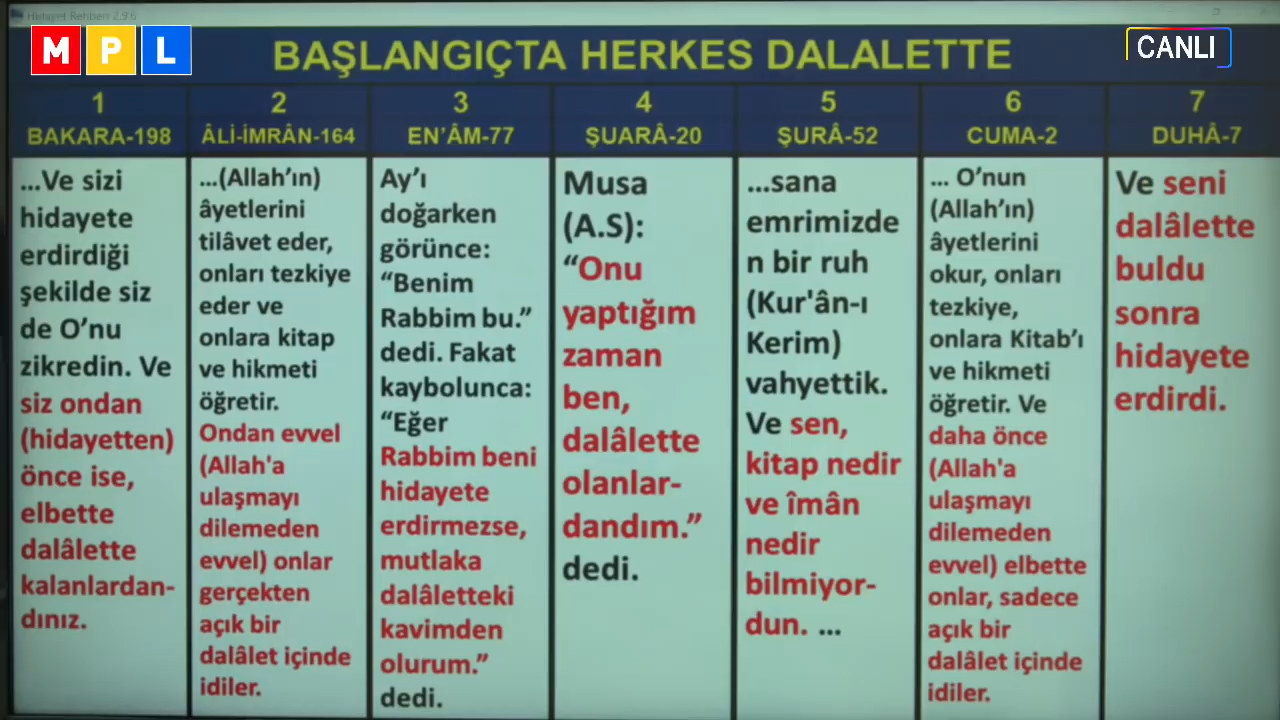 Hidayet Rehberi 2.9.6
MPL
CANLI
BAŞLANGIÇTA HERKES DALALETTE
1
BAKARA-198
...Ve sizi
hidayete
erdirdiği
şekilde siz
de O’nu
zikredin. Ve
siz ondan
(hidayetten)
önce ise,
elbette
dalâlette
kalanlardan-
dınız.
2
ÂLİ-İMRÂN-164
...(Allah’ın)
âyetlerini
tilâvet eder,
onları tezkiye
eder ve
onlara kitap
ve hikmeti
öğretir.
Ondan evvel
(Allah'a
ulaşmayı
dilemeden
evvel) onlar
gerçekten
açık bir
dalâlet içinde
idiler.
3
EN’ÂM-77
Ay’ı
doğarken
görünce:
“Benim
Rabbim bu.”
dedi. Fakat
kaybolunca:
“Eğer
Rabbim beni
hidayete
erdirmezse,
mutlaka
dalâletteki
kavimden
olurum.”
dedi.
4
ŞUARÂ-20
Musa
(A.S):
“Onu
yaptığım
zaman
ben,
dalâlette
olanlar-
dandım.”
dedi.
5
ŞURÂ-52
...sana
emrimizde
n bir ruh
(Kur'ân-ı
Kerim)
vahyettik.
Ve sen,
kitap nedir
ve îmân
nedir
bilmiyor-
dun. ...
6
CUMA-2
... O’nun
(Allah’ın)
âyetlerini
okur, onları
tezkiye,
onlara Kitab’ı
ve hikmeti
öğretir. Ve
daha önce
(Allah'a
ulaşmayı
dilemeden
evvel) elbette
onlar, sadece
açık bir
dalâlet içinde
idiler.
7
DUHÂ-7
Ve seni
dalâlette
buldu
sonra
hidayete
erdirdi.